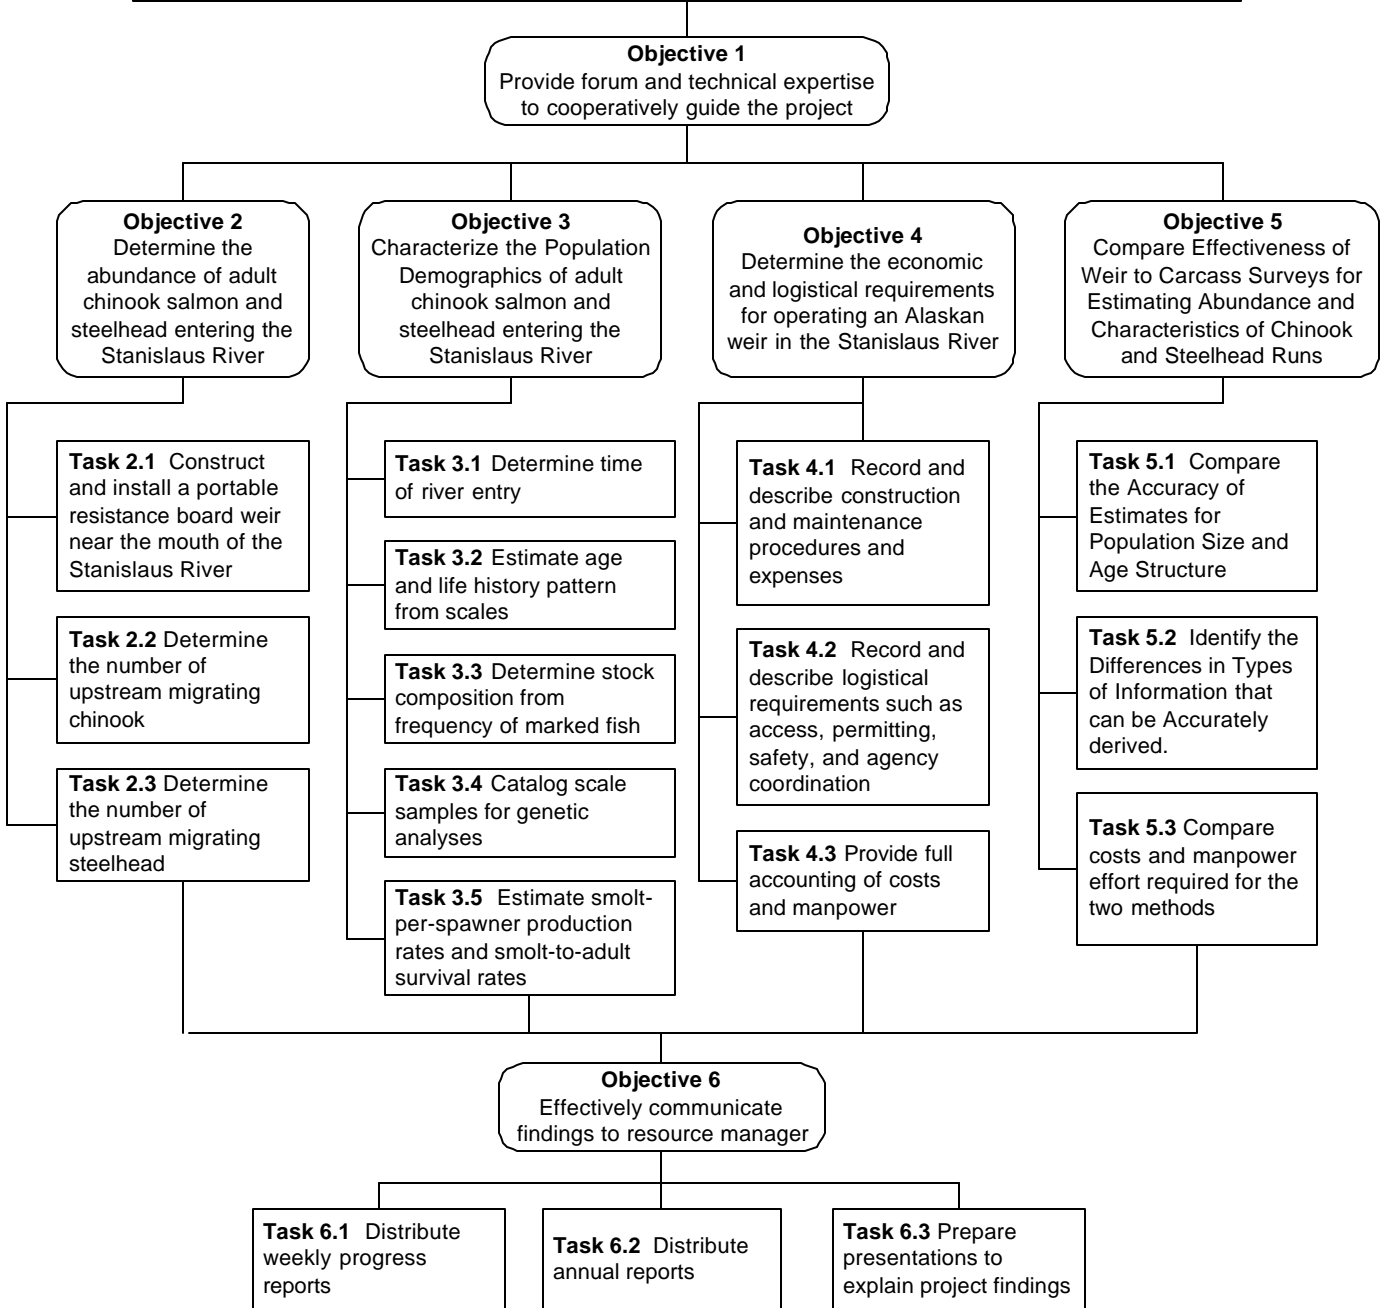 Objective 1
Provide forum and technical expertise
to cooperatively guide the project
Objective 2
Determine the
abundance of adult
chinook salmon and
steelhead entering the
Stanislaus River
Objective 3
Characterize the Population
Demographics of adult
chinook salmon and
steelhead entering the
Stanislaus River
Objective 4
Determine the economic
and logistical requirements
for operating an Alaskan
weir in the Stanislaus River
Objective 5
Compare Effectiveness of
Weir to Carcass Surveys for
Estimating Abundance and
Characteristics of Chinook
and Steelhead Runs
Task 2.1 Construct
and install a portable
resistance board weir
near the mouth of the
Stanislaus River
Task 2.2 Determine
the number of
upstream migrating
chinook
Task 2.3 Determine
the number of
upstream migrating
steelhead
Task 3.1 Determine time
of river entry
Task 3.2 Estimate age
and life history pattern
from scales
Task 3.3 Determine stock
composition from
frequency of marked fish
Task 3.4 Catalog scale
samples for genetic
analyses
Task 3.5 Estimate smolt-
per-spawner production
rates and smolt-to-adult
survival rates
Task 4.1 Record and
describe construction
and maintenance
procedures and
expenses
Task 4.2 Record and
describe logistical
requirements such as
access, permitting,
safety, and agency
coordination
Task 4.3 Provide full
accounting of costs
and manpower
Task 5.1 Compare
the Accuracy of
Estimates for
Population Size and
Age Structure
Task 5.2 Identify the
Differences in Types
of Information that
can be Accurately
derived.
Task 5.3 Compare
costs and manpower
effort required for the
two methods
Objective 6
Effectively communicate
findings to resource manager
Task 6.1 Distribute
weekly progress
reports
Task 6.2 Distribute
annual reports
Task 6.3 Prepare
presentations to
explain project findings